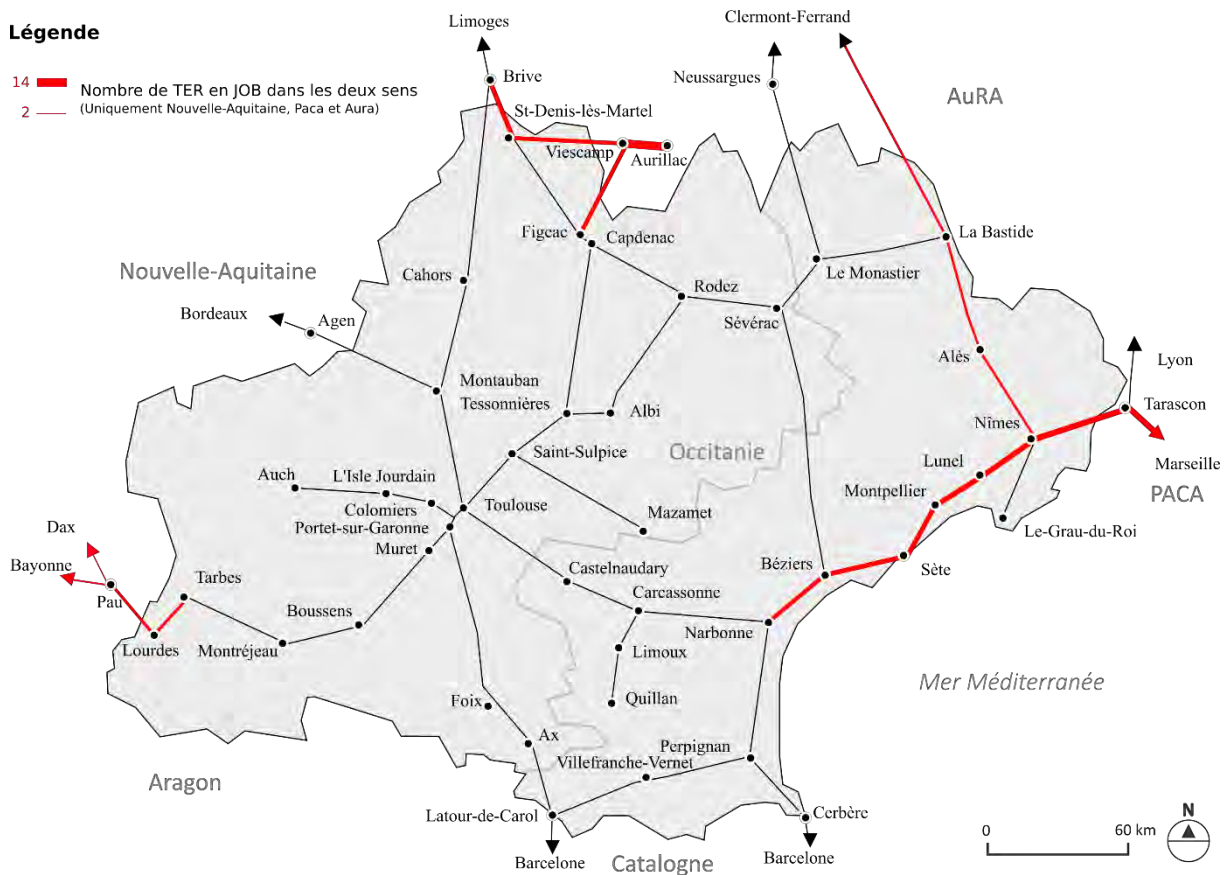 Légende
14
Nombre de TER en JOB dans les deux sens
2
(Uniquement Nouvelle-Aquitaine, Paca et Aura)
Limoges
Clermont-Ferrand
Brive
Neussargues
AuRA
St-Denis-lès-Martel
Viescamp
Aurillac
Figeac
Capdenac
La Bastide
Nouvelle-Aquitaine
Cahors
Le Monastier
Rodez
Bordeaux
Agen
Sévérac
Alès
Lyon
Montauban
Tessonnières
Albi
Tarascon
Nîmes
Saint-Sulpice
Occitanie
Lunel
Marseille
Auch
L'Isle Jourdain
Colomiers
Toulouse
Montpellier
PACA
Portet-sur-Garonne
Mazamet
Le-Grau-du-Roi
Dax
Muret
Bayonne
Tarbes
Castelnaudary
Béziers
Sète
Pau
Carcassonne
Boussens
Narbonne
Lourdes
Montréjeau
Limoux
Mer Méditerranée
Foix
Quillan
Ax
Perpignan
Villefranche-Vernet
Aragon
Latour-de-Carol
Cerbère
N
0
60 km
Barcelone
Catalogne
Barcelone